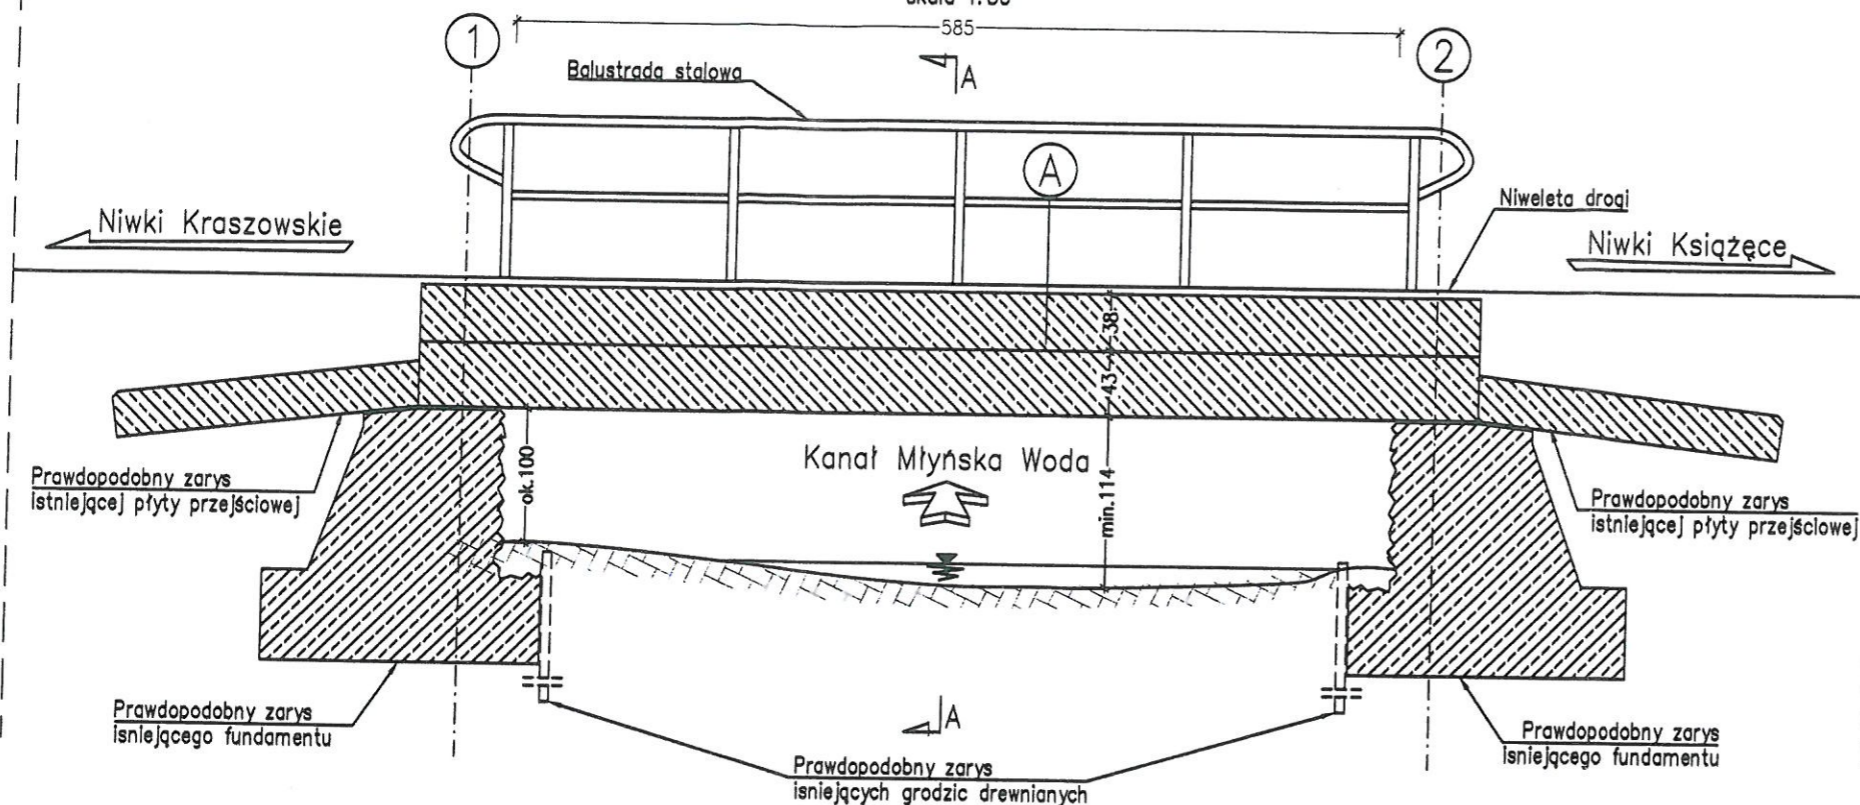 585
1
2
A
Balustrada stalowa
A
Niweleta drogi
Niwki Kraszowskie
Niwki Książęce
38
43
Kanał Młyńska Woda
ok.100
min.114
Prawdopodobny zarys
istniejącej płyty przejściowej
Prawdopodobny zarys
istniejącej płyty przejściowej
A
Prawdopodobny zarys
isniejącego fundamentu
Prawdopodobny zarys
isniejącego fundamentu
Prawdopodobny zarys
isniejących grodzic drewnianych